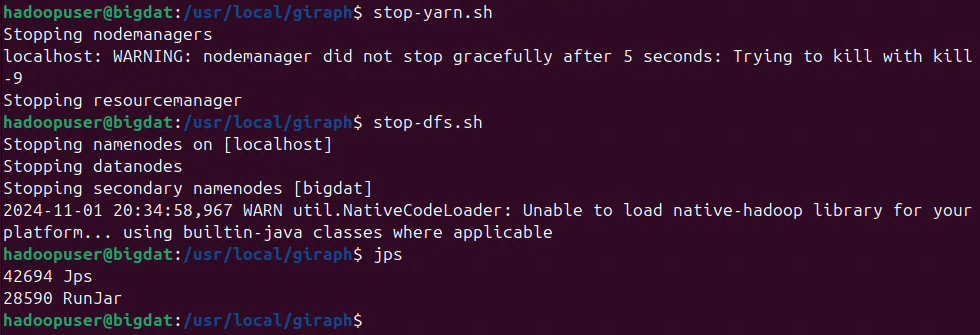 hadoopuser@bigdat:/usr/local/giraph$ stop-yarn.sh
Stopping nodemanagers
localhost: WARNING: nodemanager did not stop gracefully after 5 seconds: Trying to kill with kill
-9
Stopping resourcemanager
hadoopuser@bigdat:/usr/local/giraph$ stop-dfs.sh
Stopping namenodes on [localhost]
Stopping datanodes
Stopping secondary namenodes [bigdat]
2024-11-01 20:34:58,967 WARN util.NativeCodeLoader: Unable to load native-hadoop library for your
platform... using builtin-java classes where applicable
hadoopuser@bigdat:/usr/local/giraph$ jps
42694 Jps
28590 RunJar
hadoopuser@bigdat:/usr/local/giraph$